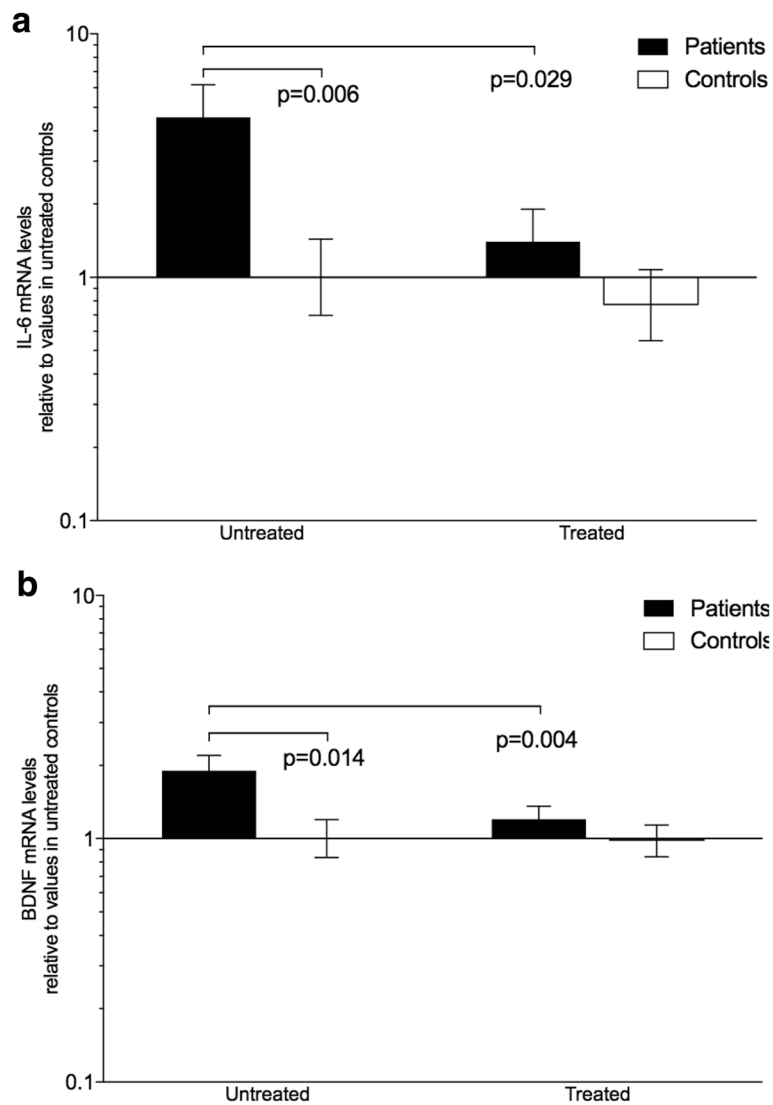 a
10
Patients
Controls
p=0.006
p=0.029
IL-6 mRNA levels
relative to values in untreated controls
1
0.1
Untreated
Treated
b
10
Patients
Controls
p=0.014
p=0.004
BDNF mRNA levels
relative to values in untreated controls
1
0.1
Untreated
Treated